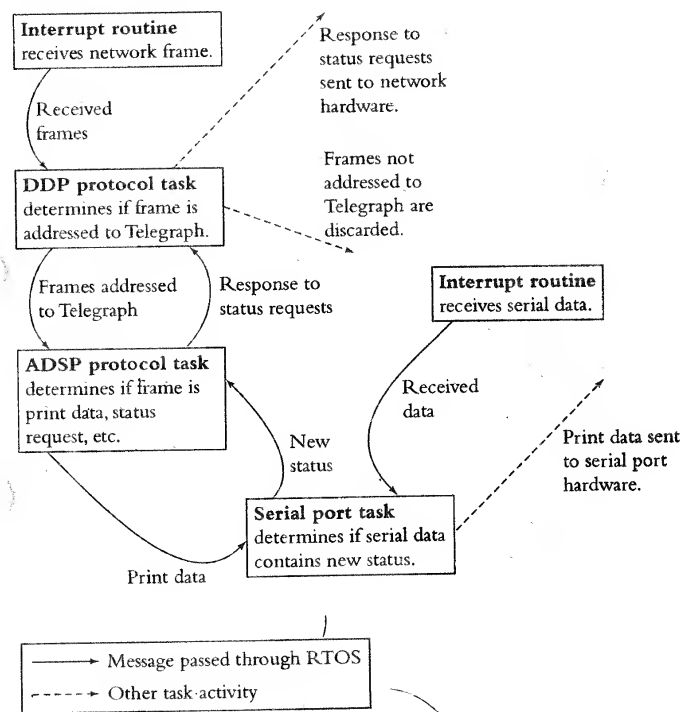 Interrupt routine
receives network frame.
Response to
status requests
sent to network
hardware.
Received
frames
Frames not
addressed to
Telegraph are
discarded.
DDP protocol task
determines if frame is
addressed to Telegraph.
Frames addressed
to Telegraph
Response to
status requests
Interrupt routine
receives serial data.
ADSP protocol task
determines if frame is
print data, status
request, etc.
Received
data
New
status
Print data sent
to serial port
hardware.
Serial port task
determines if serial data
contains new status.
Print data
Message passed through RTOS
Other task activity